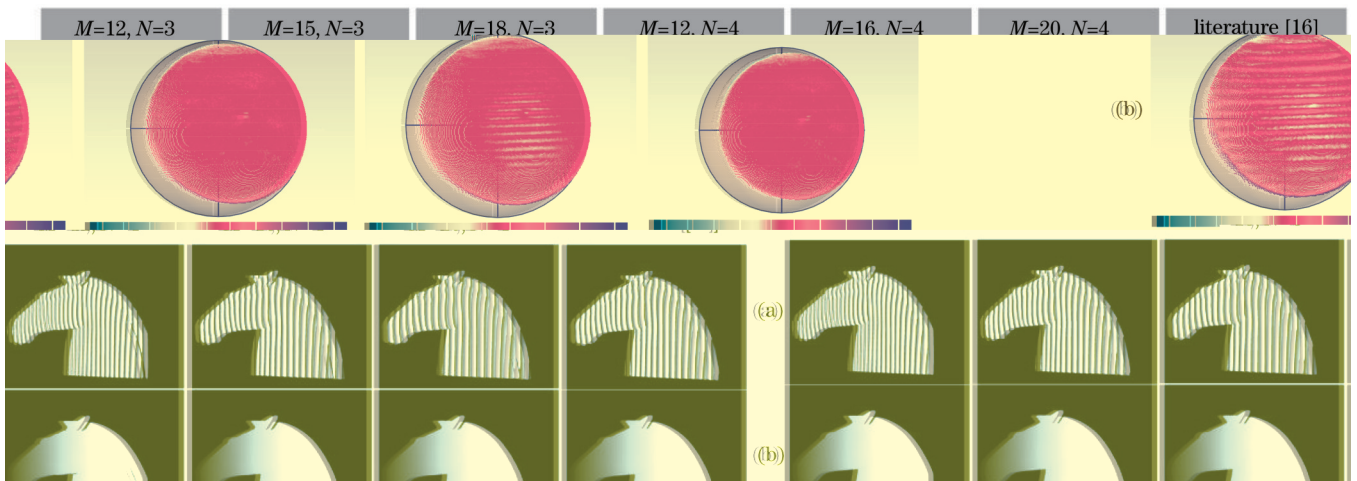 M=12, N=3 M=15, N=3 M=18, N=3 M=12, N=4 M=16, N=4 M=20, N=4 literature [16]
(b)
(a)
(b)